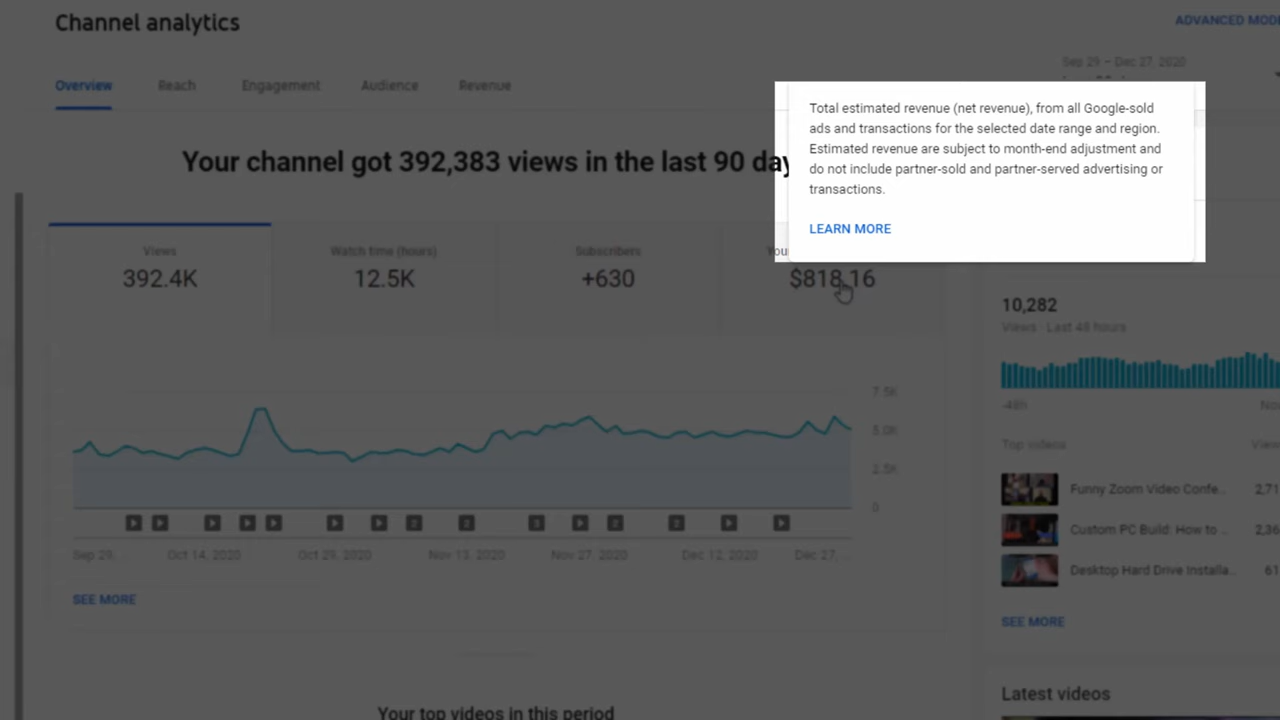 Channel analytics
ADVANCED MOD
Overview
Reach
Engagement
Audience
Revenue
Sep 29 – Dec 27, 2020
Your channel got 392,383 views in the last 90 day
Total estimated revenue (net revenue), from all Google-sold
ads and transactions for the selected date range and region.
Estimated revenue are subject to month-end adjustment and
do not include partner-sold and partner-served advertising or
transactions.
LEARN MORE
Views
392.4K
Watch time (hours)
12.5K
Subscribers
+630
You
$818.16
7.5K
5.0K
2.5K
0
Sep 29, ...
Oct 14, 2020
Oct 29, 2020
Nov 13, 2020
Nov 27, 2020
Dec 12, 2020
Dec 27, ...
SEE MORE
10,282
Views · Last 48 hours
-48h
No
Top videos
View
Funny Zoom Video Confe...
2,71
Custom PC Build: How to ...
2,36
Desktop Hard Drive Installa...
61
SEE MORE
Your top videos in this period
Latest videos